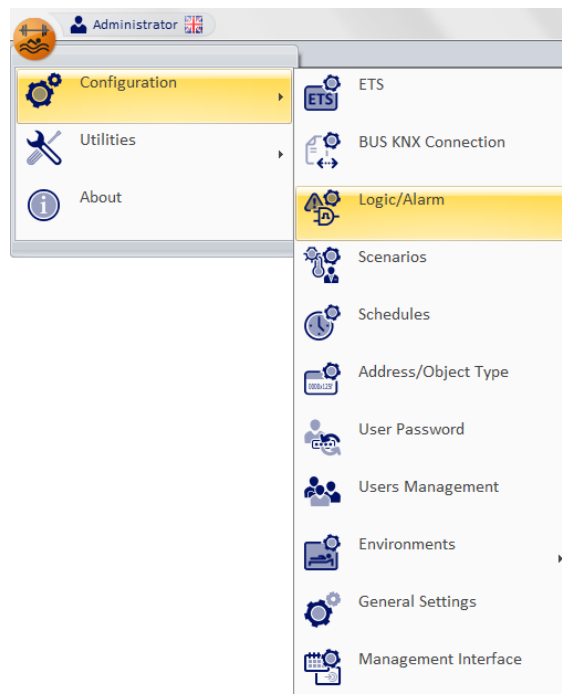 Administrator
Configuration
Utilities
About
ETS
ETS
BUS KNX Connection
Logic/Alarm
Scenarios
Schedules
Address/Object Type
User Password
Users Management
Environments
General Settings
Management Interface